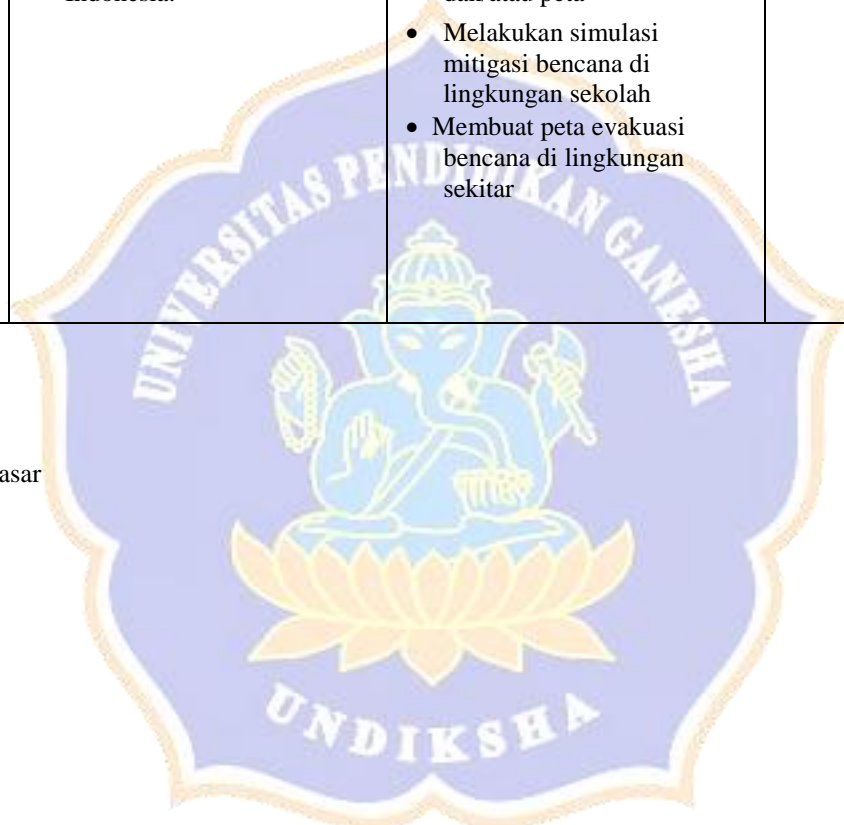 Indonesia.
dan/atau peta
• Melakukan simulasi
mitigasi bencana di
lingkungan sekolah
• Membuat peta evakuasi
bencana di lingkungan
sekitar
UNIVERSITAS PENDIDIKAN GANESHA
asar
UNDIKSHA